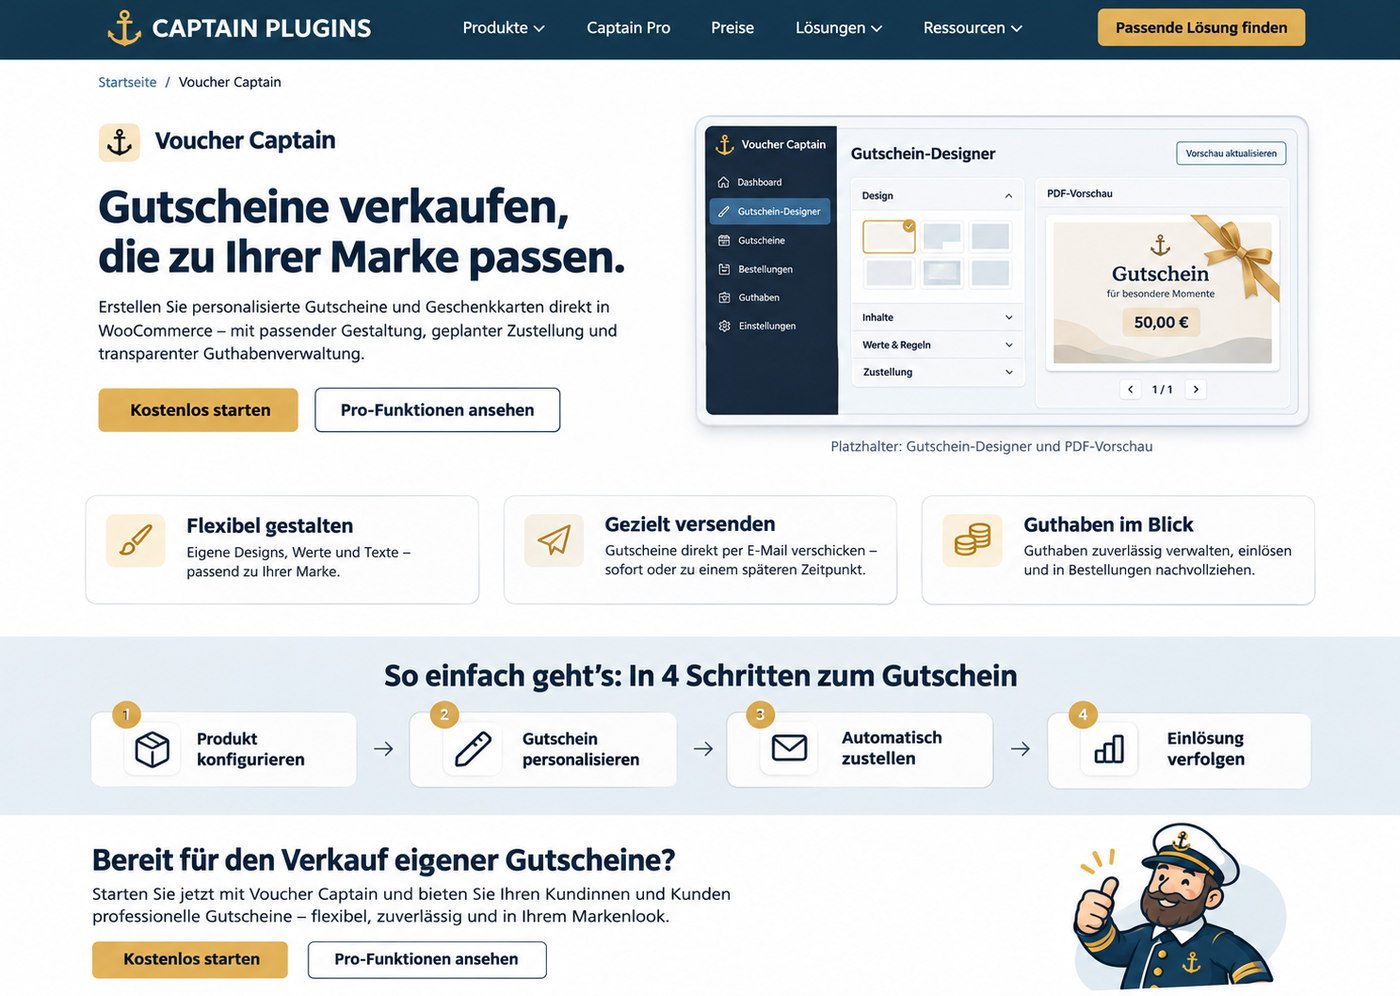 CAPTAIN PLUGINS
Produkte
Captain Pro
Preise
Lösungen
Ressourcen
Passende Lösung finden
Startseite / Voucher Captain
Voucher Captain
Gutscheine verkaufen,
die zu Ihrer Marke passen.
Erstellen Sie personalisierte Gutscheine und Geschenkkarten direkt in
WooCommerce – mit passender Gestaltung, geplanter Zustellung und
transparenter Guthabenverwaltung.
Kostenlos starten
Pro-Funktionen ansehen
Voucher Captain
Dashboard
Gutschein-Designer
Gutscheine
Bestellungen
Guthaben
Einstellungen
Gutschein-Designer
Vorschau aktualisieren
Design
Inhalte
Werte & Regeln
Zustellung
PDF-Vorschau
Gutschein
für besondere Momente
50,00 €
1 / 1
Platzhalter: Gutschein-Designer und PDF-Vorschau
Flexibel gestalten
Eigene Designs, Werte und Texte –
passend zu Ihrer Marke.
Gezielt versenden
Gutscheine direkt per E-Mail verschicken –
sofort oder zu einem späteren Zeitpunkt.
Guthaben im Blick
Guthaben zuverlässig verwalten, einlösen
und in Bestellungen nachvollziehen.
So einfach geht's: In 4 Schritten zum Gutschein
1
Produkt
konfigurieren
2
Gutschein
personalisieren
3
Automatisch
zustellen
4
Einlösung
verfolgen
Bereit für den Verkauf eigener Gutscheine?
Starten Sie jetzt mit Voucher Captain und bieten Sie Ihren Kundinnen und Kunden
professionelle Gutscheine – flexibel, zuverlässig und in Ihrem Markenlook.
Kostenlos starten
Pro-Funktionen ansehen